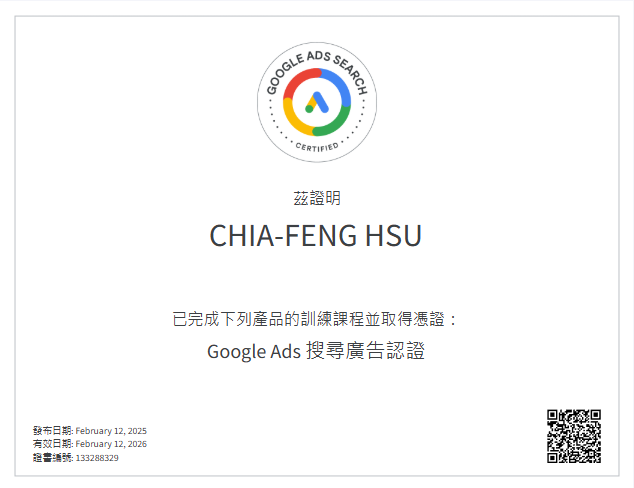 GOOGLE ADS SEARCH
CERTIFIED
茲證明
CHIA-FENG HSU
已完成下列產品的訓練課程並取得憑證：
Google Ads 搜尋廣告認證
發布日期: February 12, 2025
有效日期: February 12, 2026
證書編號: 133288329